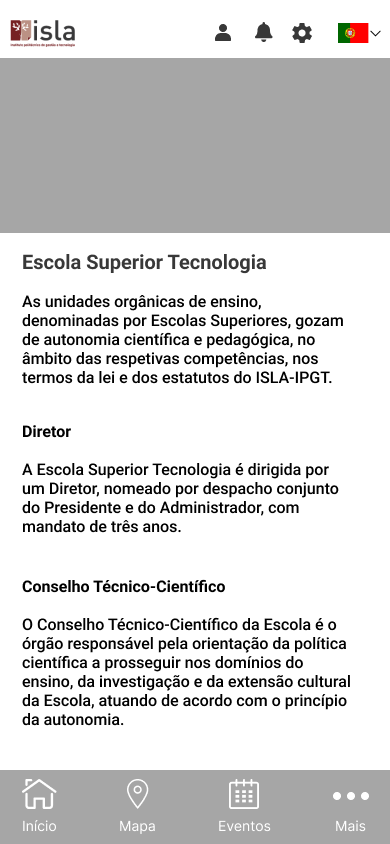 isla
instituto politécnico de gestão e tecnologia
Escola Superior Tecnologia
As unidades orgânicas de ensino,
denominadas por Escolas Superiores, gozam
de autonomia científica e pedagógica, no
âmbito das respetivas competências, nos
termos da lei e dos estatutos do ISLA-IPGT.
Diretor
A Escola Superior Tecnologia é dirigida por
um Diretor, nomeado por despacho conjunto
do Presidente e do Administrador, com
mandato de três anos.
Conselho Técnico-Científico
O Conselho Técnico-Científico da Escola é o
órgão responsável pela orientação da política
científica a prosseguir nos domínios do
ensino, da investigação e da extensão cultural
da Escola, atuando de acordo com o princípio
da autonomia.
Início
Mapa
Eventos
Mais